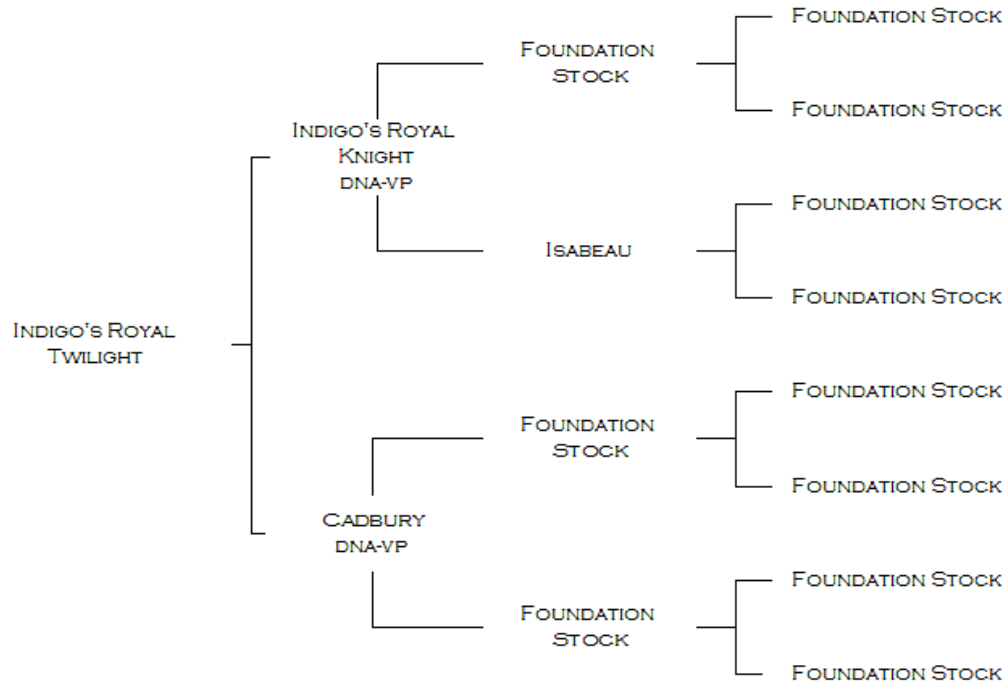 Foundation Stock
Foundation
Stock
Foundation Stock
Indigo's Royal
Knight
DNA-VP
Foundation Stock
Isabeau
Foundation Stock
Indigo's Royal
Twilight
Foundation Stock
Foundation
Stock
Foundation Stock
Cadbury
DNA-VP
Foundation Stock
Foundation
Stock
Foundation Stock